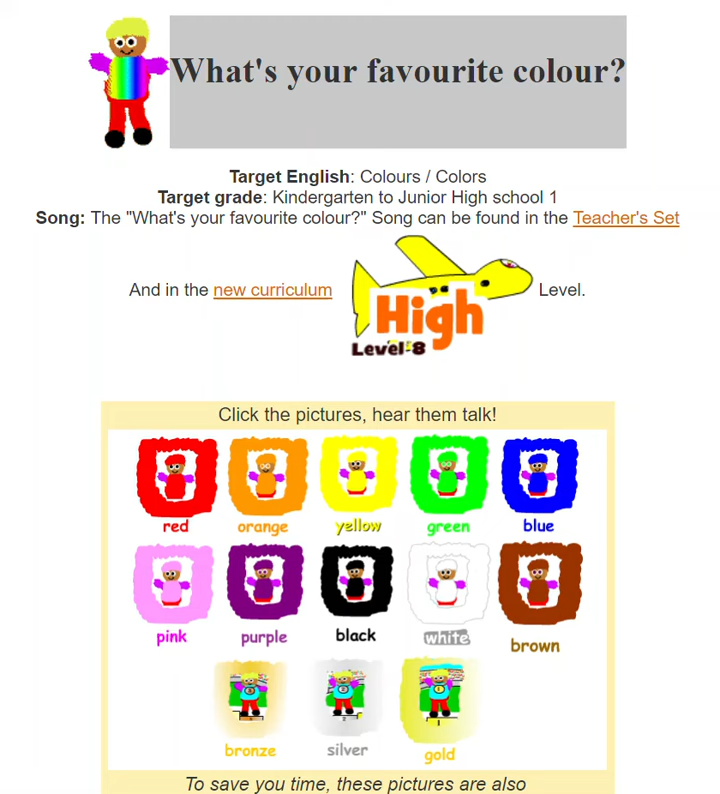 What's your favourite colour?
Target English: Colours / Colors
Target grade: Kindergarten to Junior High school 1
Song: The "What's your favourite colour?" Song can be found in the Teacher's Set
And in the new curriculum High Level.
Level-8
Click the pictures, hear them talk!
red orange yellow green blue
pink purple black white brown
bronze silver gold
To save you time, these pictures are also